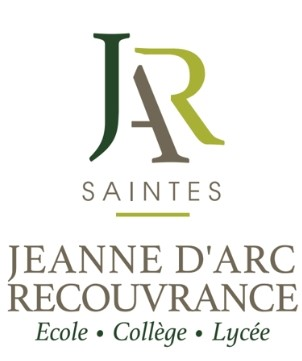 JAR
SAINTES
JEANNE D'ARC
RECOUVRANCE
Ecole • Collège • Lycée